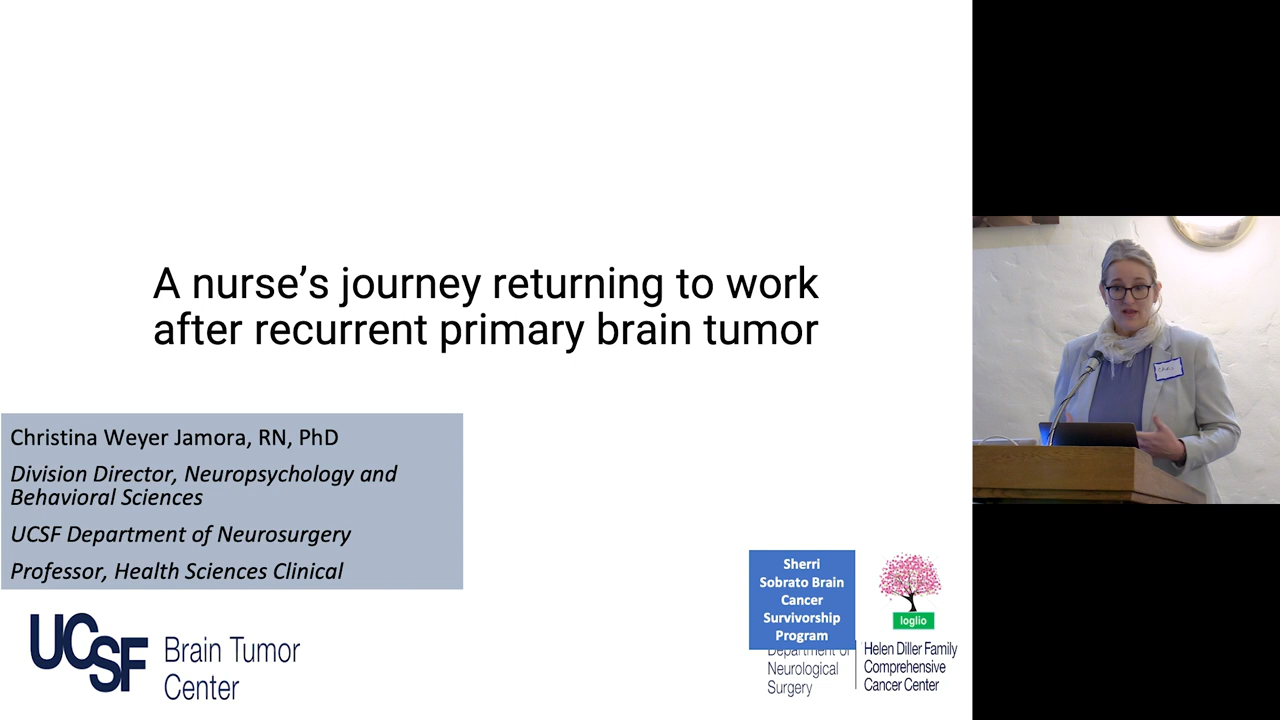 A nurse’s journey returning to work
after recurrent primary brain tumor
Christina Weyer Jamora, RN, PhD
Division Director, Neuropsychology and
Behavioral Sciences
UCSF Department of Neurosurgery
Professor, Health Sciences Clinical
UCSF Brain Tumor
Center
Sherri
Sobrato Brain
Cancer
Survivorship
Program
loglio
Department of
Neurological
Surgery
Helen Diller Family
Comprehensive
Cancer Center